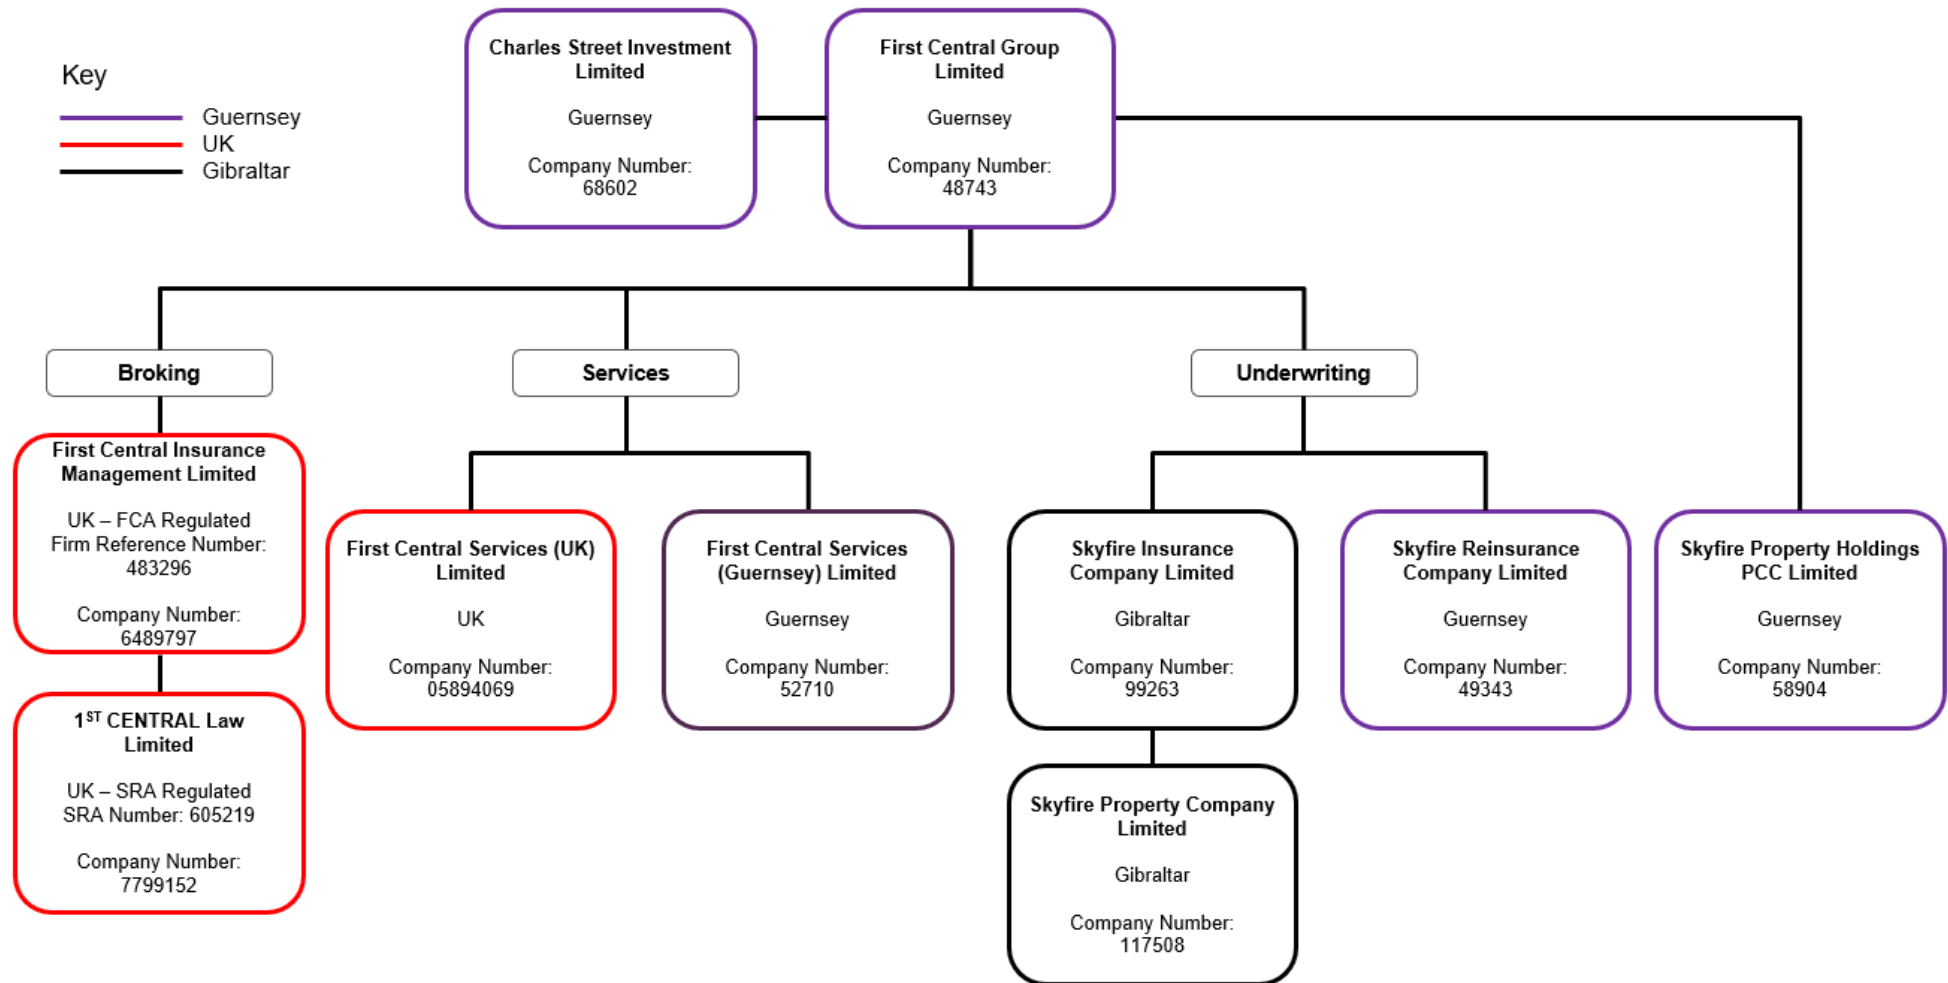 Key
Guernsey
UK
Gibraltar
Charles Street Investment
Limited
Guernsey
Company Number:
68602
First Central Group
Limited
Guernsey
Company Number:
48743
Broking
Services
Underwriting
First Central Insurance
Management Limited
UK – FCA Regulated
Firm Reference Number:
483296
Company Number:
6489797
1ST CENTRAL Law
Limited
UK – SRA Regulated
SRA Number: 605219
Company Number:
7799152
First Central Services (UK)
Limited
UK
Company Number:
05894069
First Central Services
(Guernsey) Limited
Guernsey
Company Number:
52710
Skyfire Insurance
Company Limited
Gibraltar
Company Number:
99263
Skyfire Property Company
Limited
Gibraltar
Company Number:
117508
Skyfire Reinsurance
Company Limited
Guernsey
Company Number:
49343
Skyfire Property Holdings
PCC Limited
Guernsey
Company Number:
58904